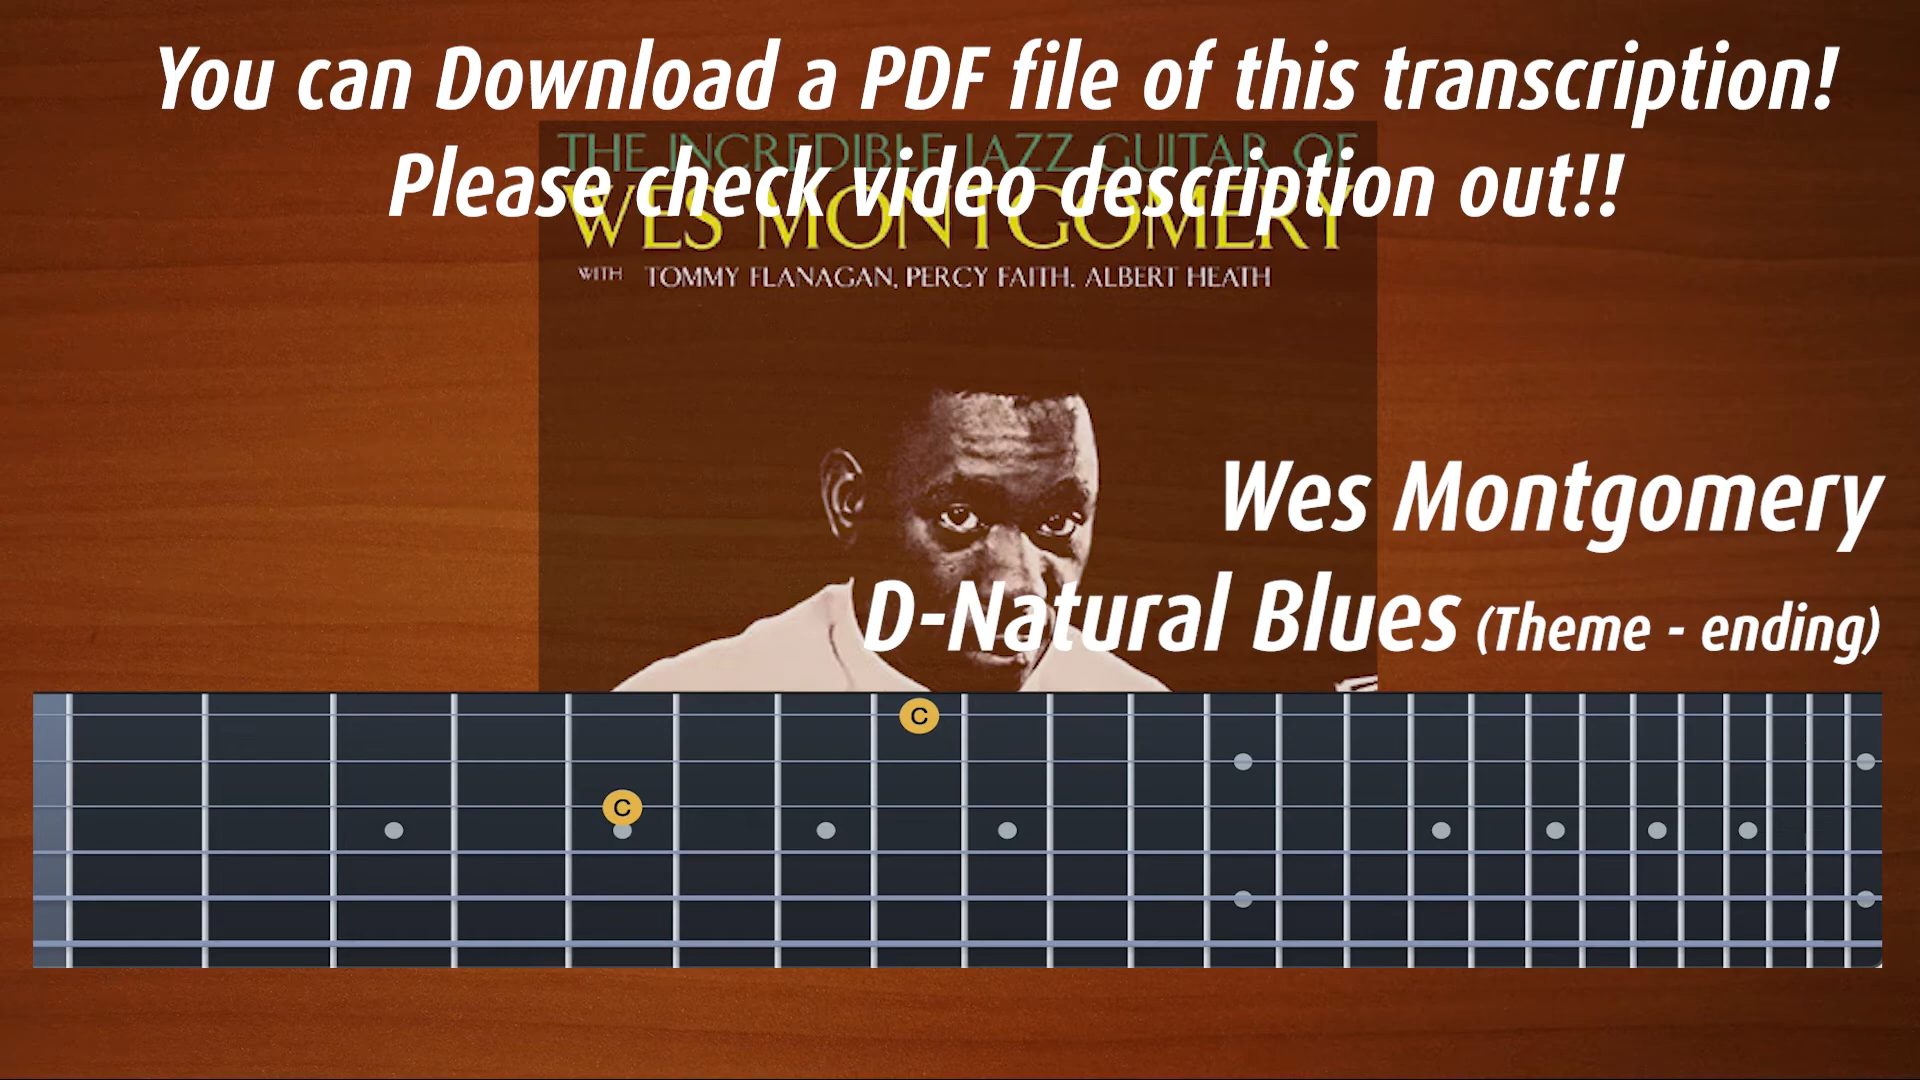 You can Download a PDF file of this transcription!
THE INCREDIBLE JAZZ GUITAR OF
Please check video description out!!
WES MONTGOMERY
WITH TOMMY FLANAGAN, PERCY FAITH, ALBERT HEATH
Wes Montgomery
D-Natural Blues (Theme - ending)
C
C